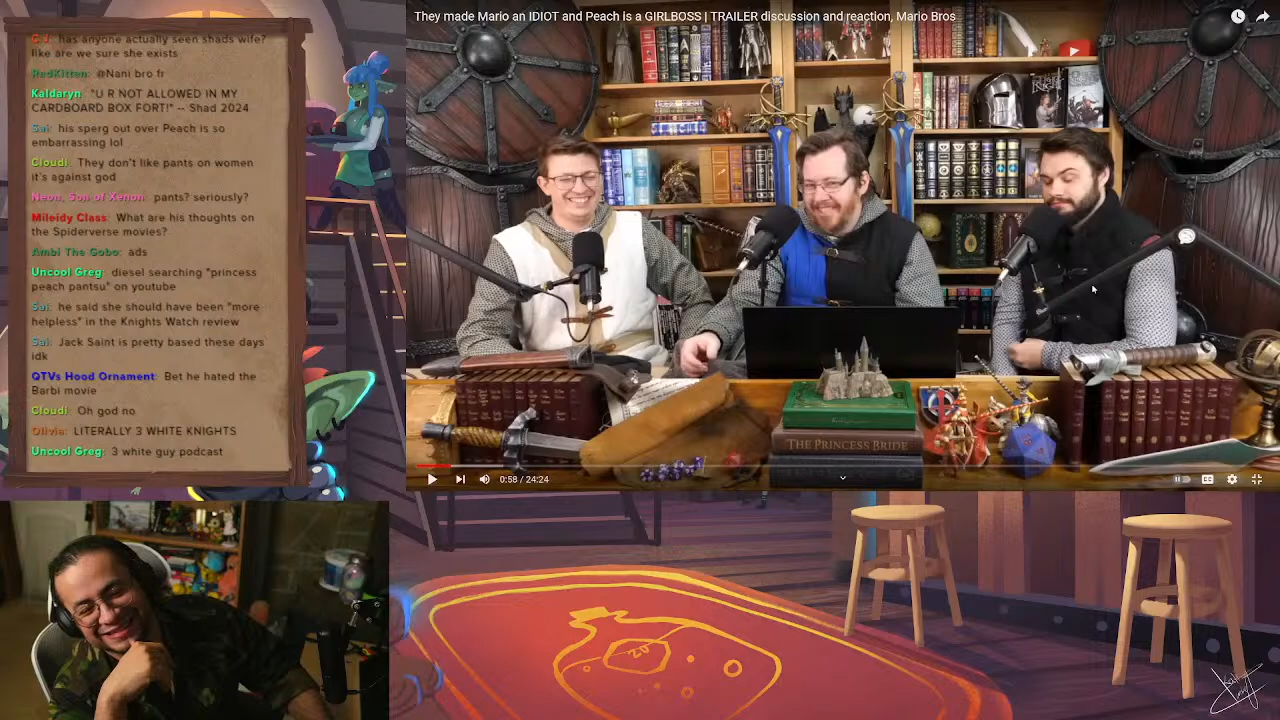 They made Mario an IDIOT and Peach is a GIRLBOSS | TRAILER discussion and reaction, Mario Bros
C.J.: has anyone actually seen shads wife?
like are we sure she exists
RedKitten: @Nani bro fr
Kaldaryn: "U R NOT ALLOWED IN MY
CARDBOARD BOX FORT!" -- Shad 2024
Sai: his sperg out over Peach is so
embarrassing lol
Cloudi: They don't like pants on women
it's against god
Neon, Son of Xenon: pants? seriously?
Mileidy Class: What are his thoughts on
the Spiderverse movies?
Ambi The Gobo: ads
Uncool Greg: diesel searching "princess
peach pantsu" on youtube
Sai: he said she should have been "more
helpless" in the Knights Watch review
Sai: Jack Saint is pretty based these days
idk
QTVs Hood Ornament: Bet he hated the
Barbi movie
Cloudi: Oh god no
Olivia: LITERALLY 3 WHITE KNIGHTS
Uncool Greg: 3 white guy podcast
THE PRINCESS BRIDE
0:58 / 24:24
CC
20